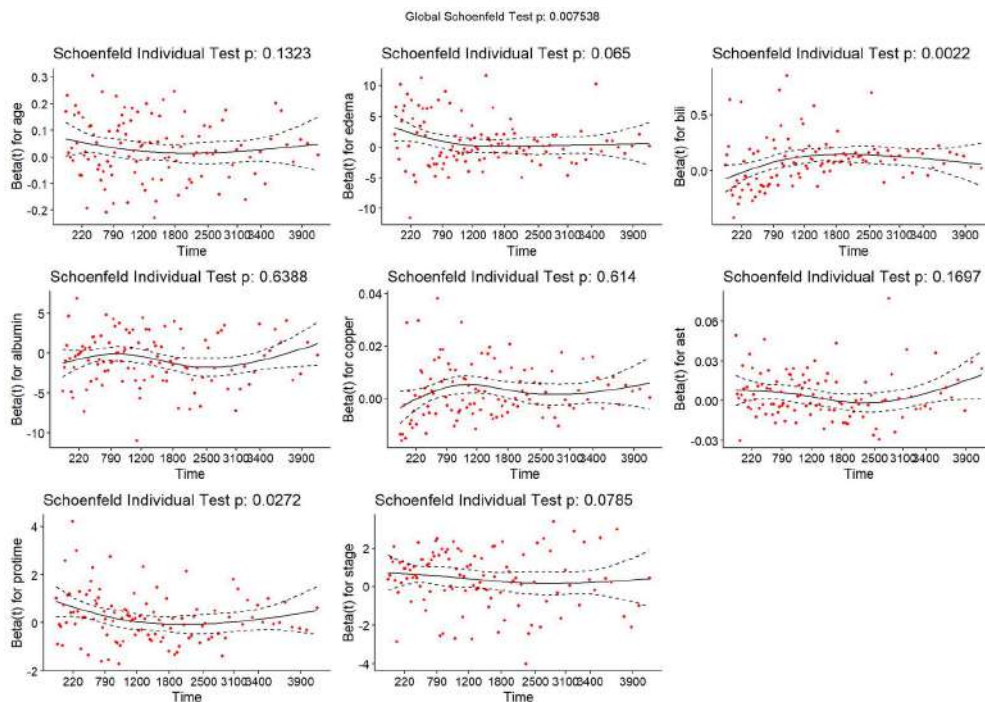 Global Schoenfeld Test p: 0.007538
Schoenfeld Individual Test p: 0.1323
Beta(t) for age
0.3
0.2
0.1
0.0
-0.1
-0.2
220 790 1200 1800 2500 3100 3400 3900
Time
Schoenfeld Individual Test p: 0.065
Beta(t) for edema
10
5
0
-5
-10
220 790 1200 1800 2500 3100 3400 3900
Time
Schoenfeld Individual Test p: 0.0022
Beta(t) for bili
0.5
0.0
220 790 1200 1800 2500 3100 3400 3900
Time
Schoenfeld Individual Test p: 0.6388
Beta(t) for albumin
5
0
-5
-10
220 790 1200 1800 2500 3100 3400 3900
Time
Schoenfeld Individual Test p: 0.614
Beta(t) for copper
0.04
0.02
0.00
220 790 1200 1800 2500 3100 3400 3900
Time
Schoenfeld Individual Test p: 0.1697
Beta(t) for ast
0.06
0.03
0.00
-0.03
220 790 1200 1800 2500 3100 3400 3900
Time
Schoenfeld Individual Test p: 0.0272
Beta(t) for protime
4
2
0
-2
220 790 1200 1800 2500 3100 3400 3900
Time
Schoenfeld Individual Test p: 0.0785
Beta(t) for stage
2
0
-2
-4
220 790 1200 1800 2500 3100 3400 3900
Time